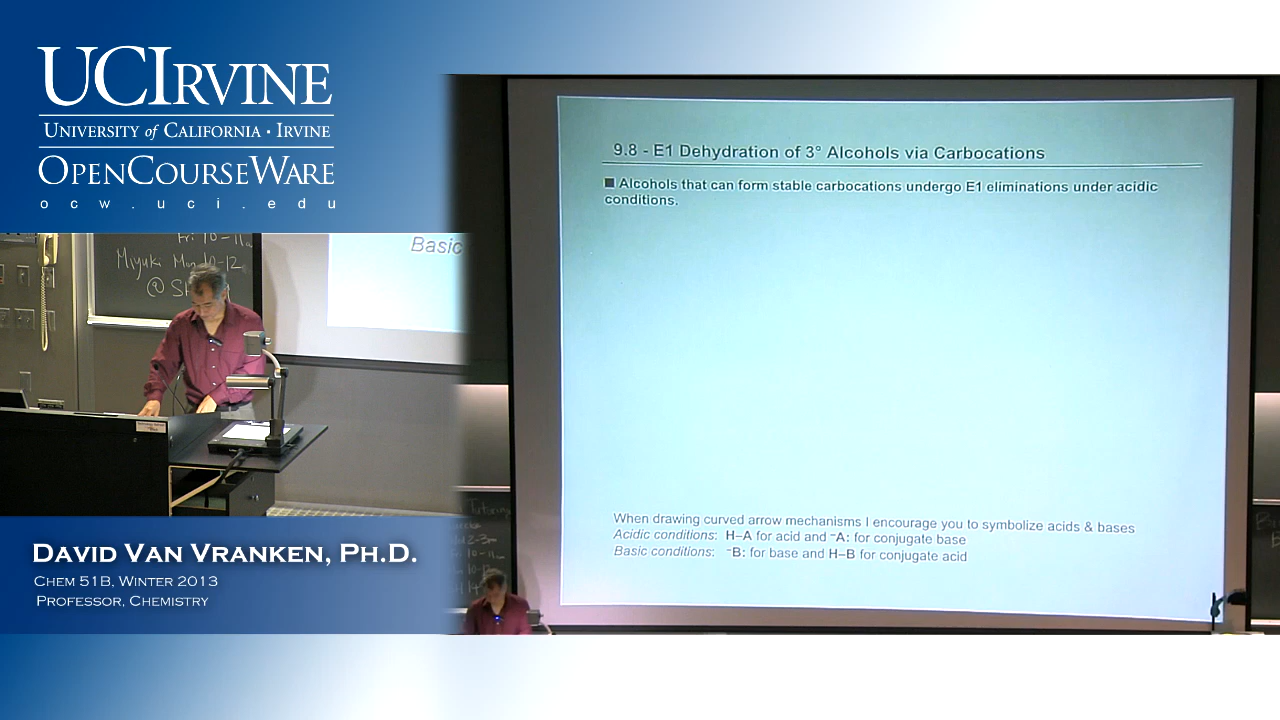 UCIRVINE
UNIVERSITY of CALIFORNIA · IRVINE
OPENCOURSEWARE
ocw.uci.edu
Fri 10-11
Miyuki Mon 10-12
@
Basic
9.8 - E1 Dehydration of 3° Alcohols via Carbocations
■ Alcohols that can form stable carbocations undergo E1 eliminations under acidic
conditions.
When drawing curved arrow mechanisms I encourage you to symbolize acids & bases
Acidic conditions: H–A for acid and ⁻A: for conjugate base
Basic conditions: ⁻B: for base and H–B for conjugate acid
DAVID VAN VRANKEN, PH.D.
CHEM 51B, WINTER 2013
PROFESSOR, CHEMISTRY